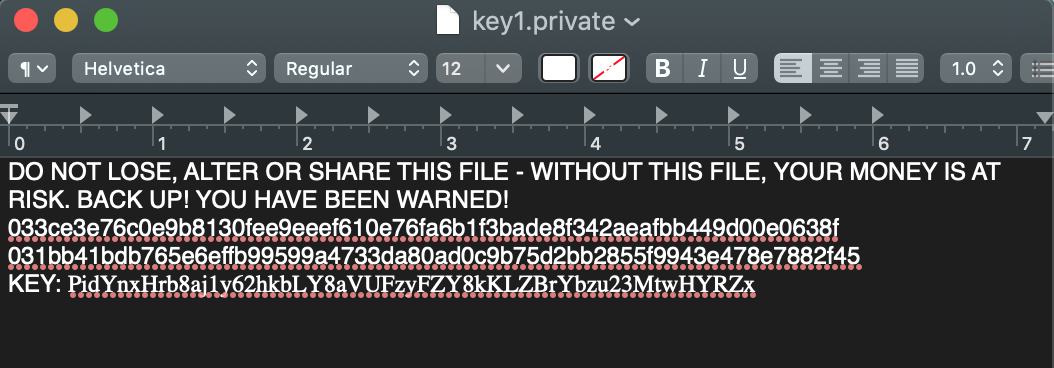 key1.private
¶
Helvetica
Regular
12
B
I
U
1.0
0 1 2 3 4 5 6 7
DO NOT LOSE, ALTER OR SHARE THIS FILE - WITHOUT THIS FILE, YOUR MONEY IS AT
RISK. BACK UP! YOU HAVE BEEN WARNED!
033ce3e76c0e9b8130fee9eeef610e76fa6b1f3bade8f342aeafbb449d00e0638f
031bb41bdb765e6effb99599a4733da80ad0c9b75d2bb2855f9943e478e7882f45
KEY: PidYnxHrb8aj1y62hkbLY8aVUFzyFZY8kKLZBrYbzu23MtwHYRZx